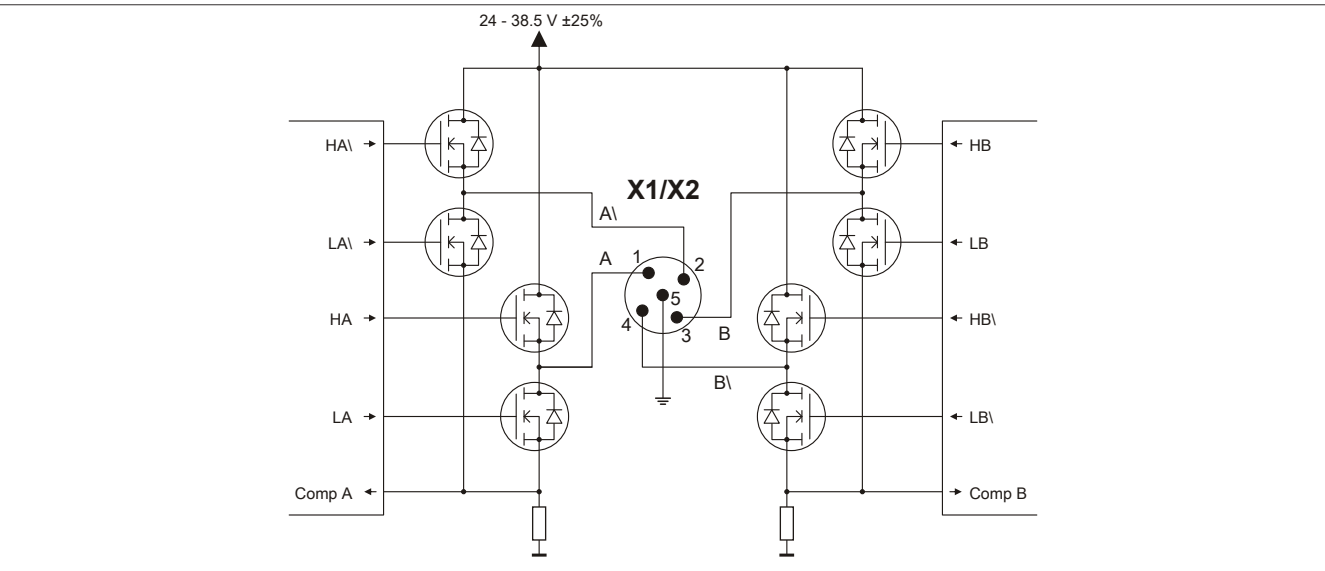 24 - 38.5 V ±25%
HA\
HB
X1/X2
A\
LA\
LB
A
1
2
5
HA
4
3
B
HB\
B\
LA
LB\
Comp A
Comp B